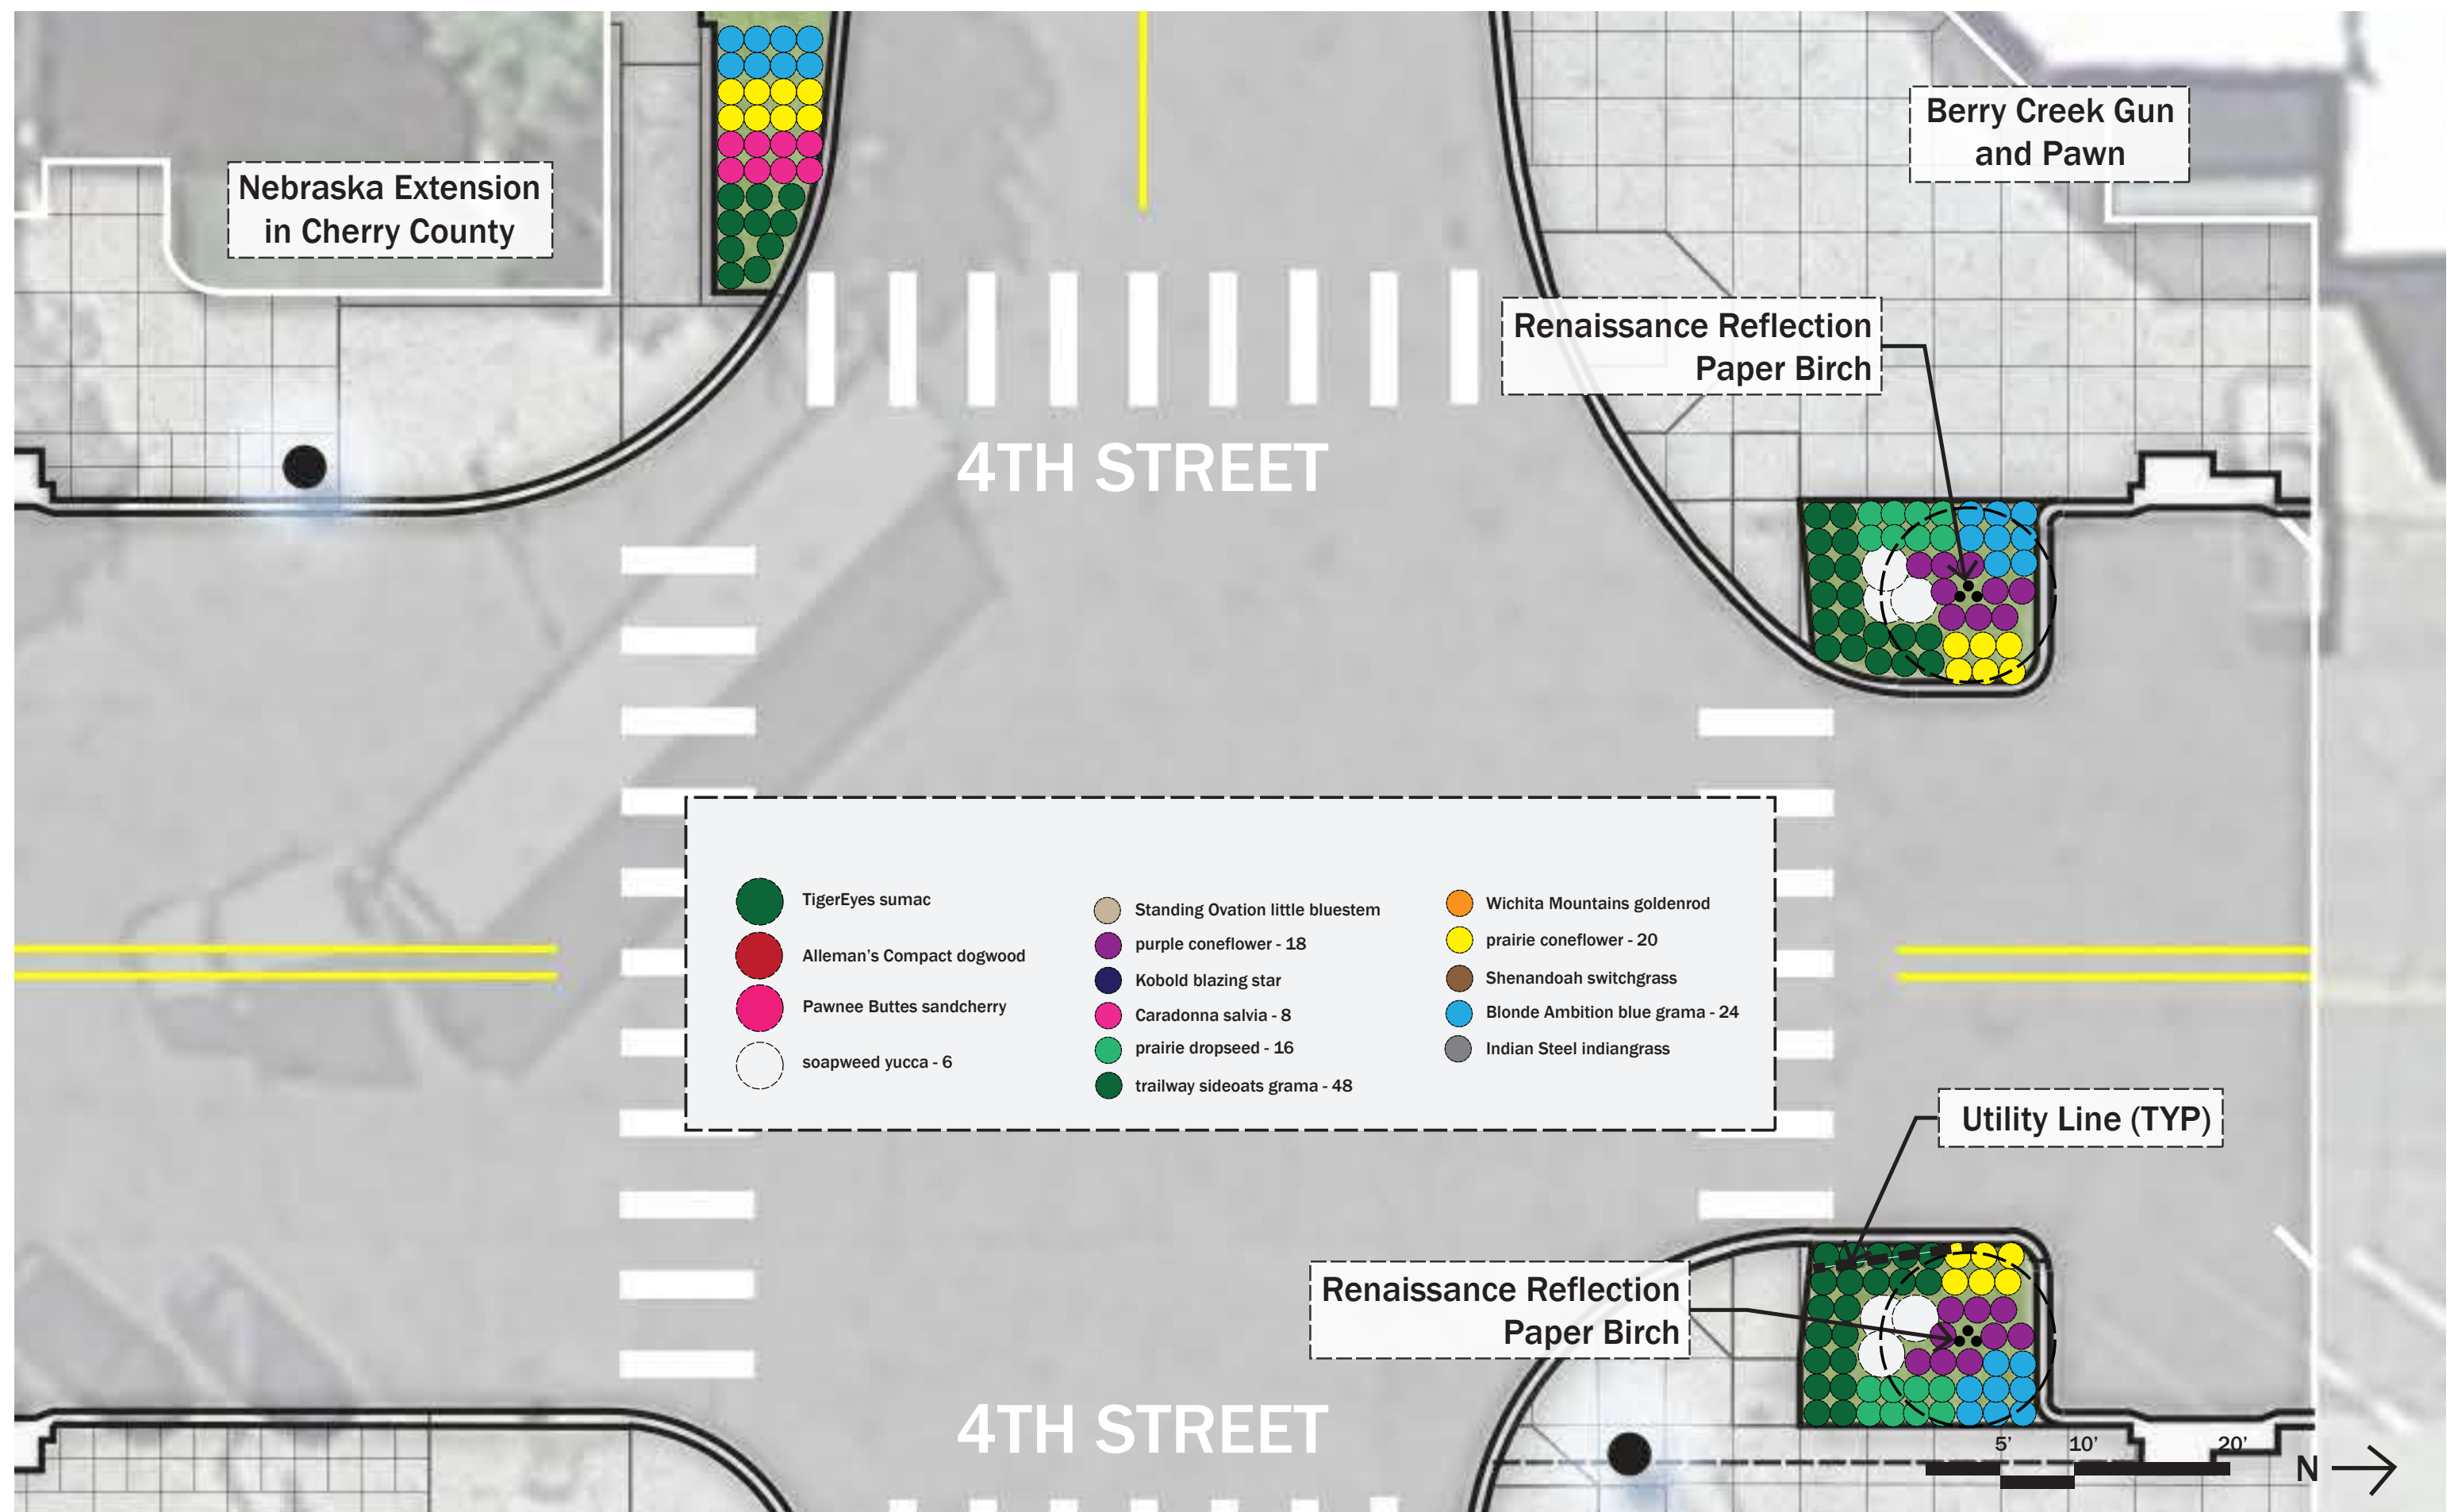 Berry Creek Gun
and Pawn
Nebraska Extension
in Cherry County
Renaissance Reflection
Paper Birch
4TH STREET
TigerEyes sumac
Alleman's Compact dogwood
Pawnee Buttes sandcherry
soapweed yucca - 6
Standing Ovation little bluestem
purple coneflower - 18
Kobold blazing star
Caradonna salvia - 8
prairie dropseed - 16
trailway sideoats grama - 48
Wichita Mountains goldenrod
prairie coneflower - 20
Shenandoah switchgrass
Blonde Ambition blue grama - 24
Indian Steel indiangrass
Utility Line (TYP)
Renaissance Reflection
Paper Birch
4TH STREET
5' 10' 20'
N